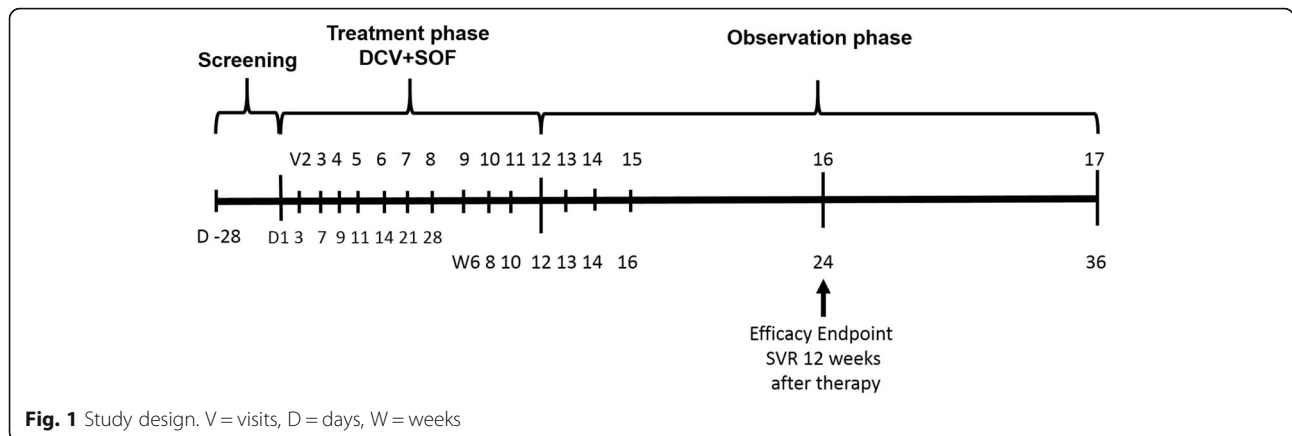 Screening
Treatment phase
DCV+SOF
Observation phase
V2 3 4 5 6 7 8 9 10 11 12 13 14 15 16 17
D -28 D1 3 7 9 11 14 21 28
W6 8 10 12 13 14 16 24 36
Efficacy Endpoint
SVR 12 weeks
after therapy
Fig. 1 Study design. V = visits, D = days, W = weeks